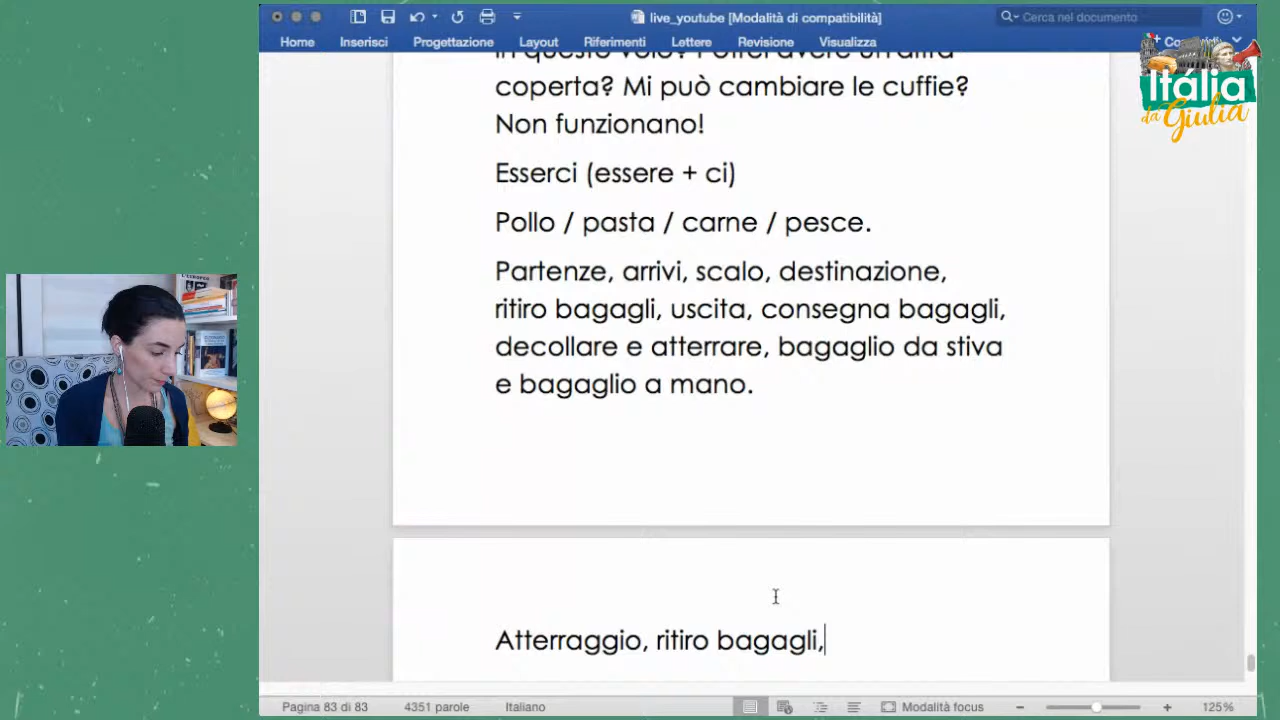 live_youtube [Modalità di compatibilità]
Cerca nel documento
Home Inserisci Progettazione Layout Riferimenti Lettere Revisione Visualizza
Itália
da Giulia
coperta? Mi può cambiare le cuffie?
Non funzionano!
Esserci (essere + ci)
Pollo / pasta / carne / pesce.
Partenze, arrivi, scalo, destinazione,
ritiro bagagli, uscita, consegna bagagli,
decollare e atterrare, bagaglio da stiva
e bagaglio a mano.
Atterraggio, ritiro bagagli,
Pagina 83 di 83 4351 parole Italiano Modalità focus 125%